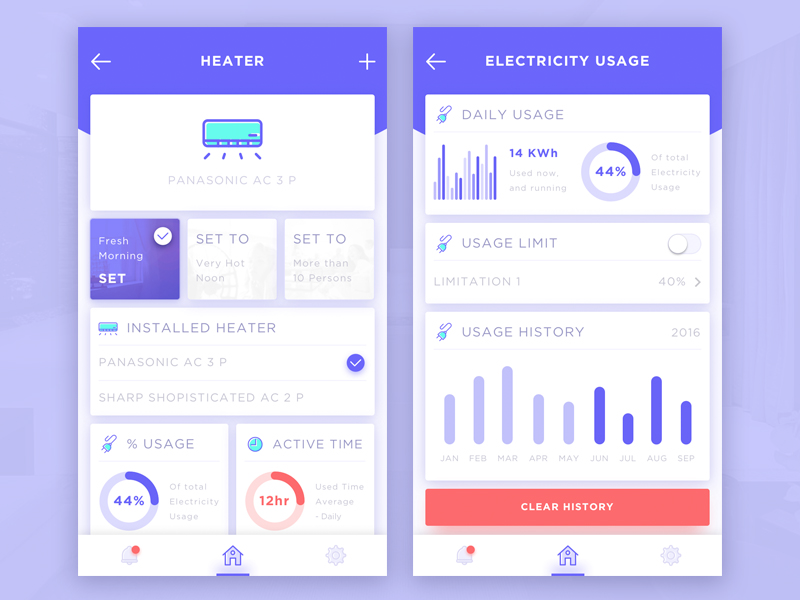 HEATER
PANASONIC AC 3 P
Fresh
Morning
SET
SET TO
Very Hot
Noon
SET TO
More than
10 Persons
INSTALLED HEATER
PANASONIC AC 3 P
SHARP SHOPISTICATED AC 2 P
% USAGE
44%
Of total
Electricity
Usage
ACTIVE TIME
12hr
Used Time
Average
- Daily
ELECTRICITY USAGE
DAILY USAGE
14 KWh
Used now,
and running
44%
Of total
Electricity
Usage
USAGE LIMIT
LIMITATION 1 40%
USAGE HISTORY 2016
JAN FEB MAR APR MAY JUN JUL AUG SEP
CLEAR HISTORY